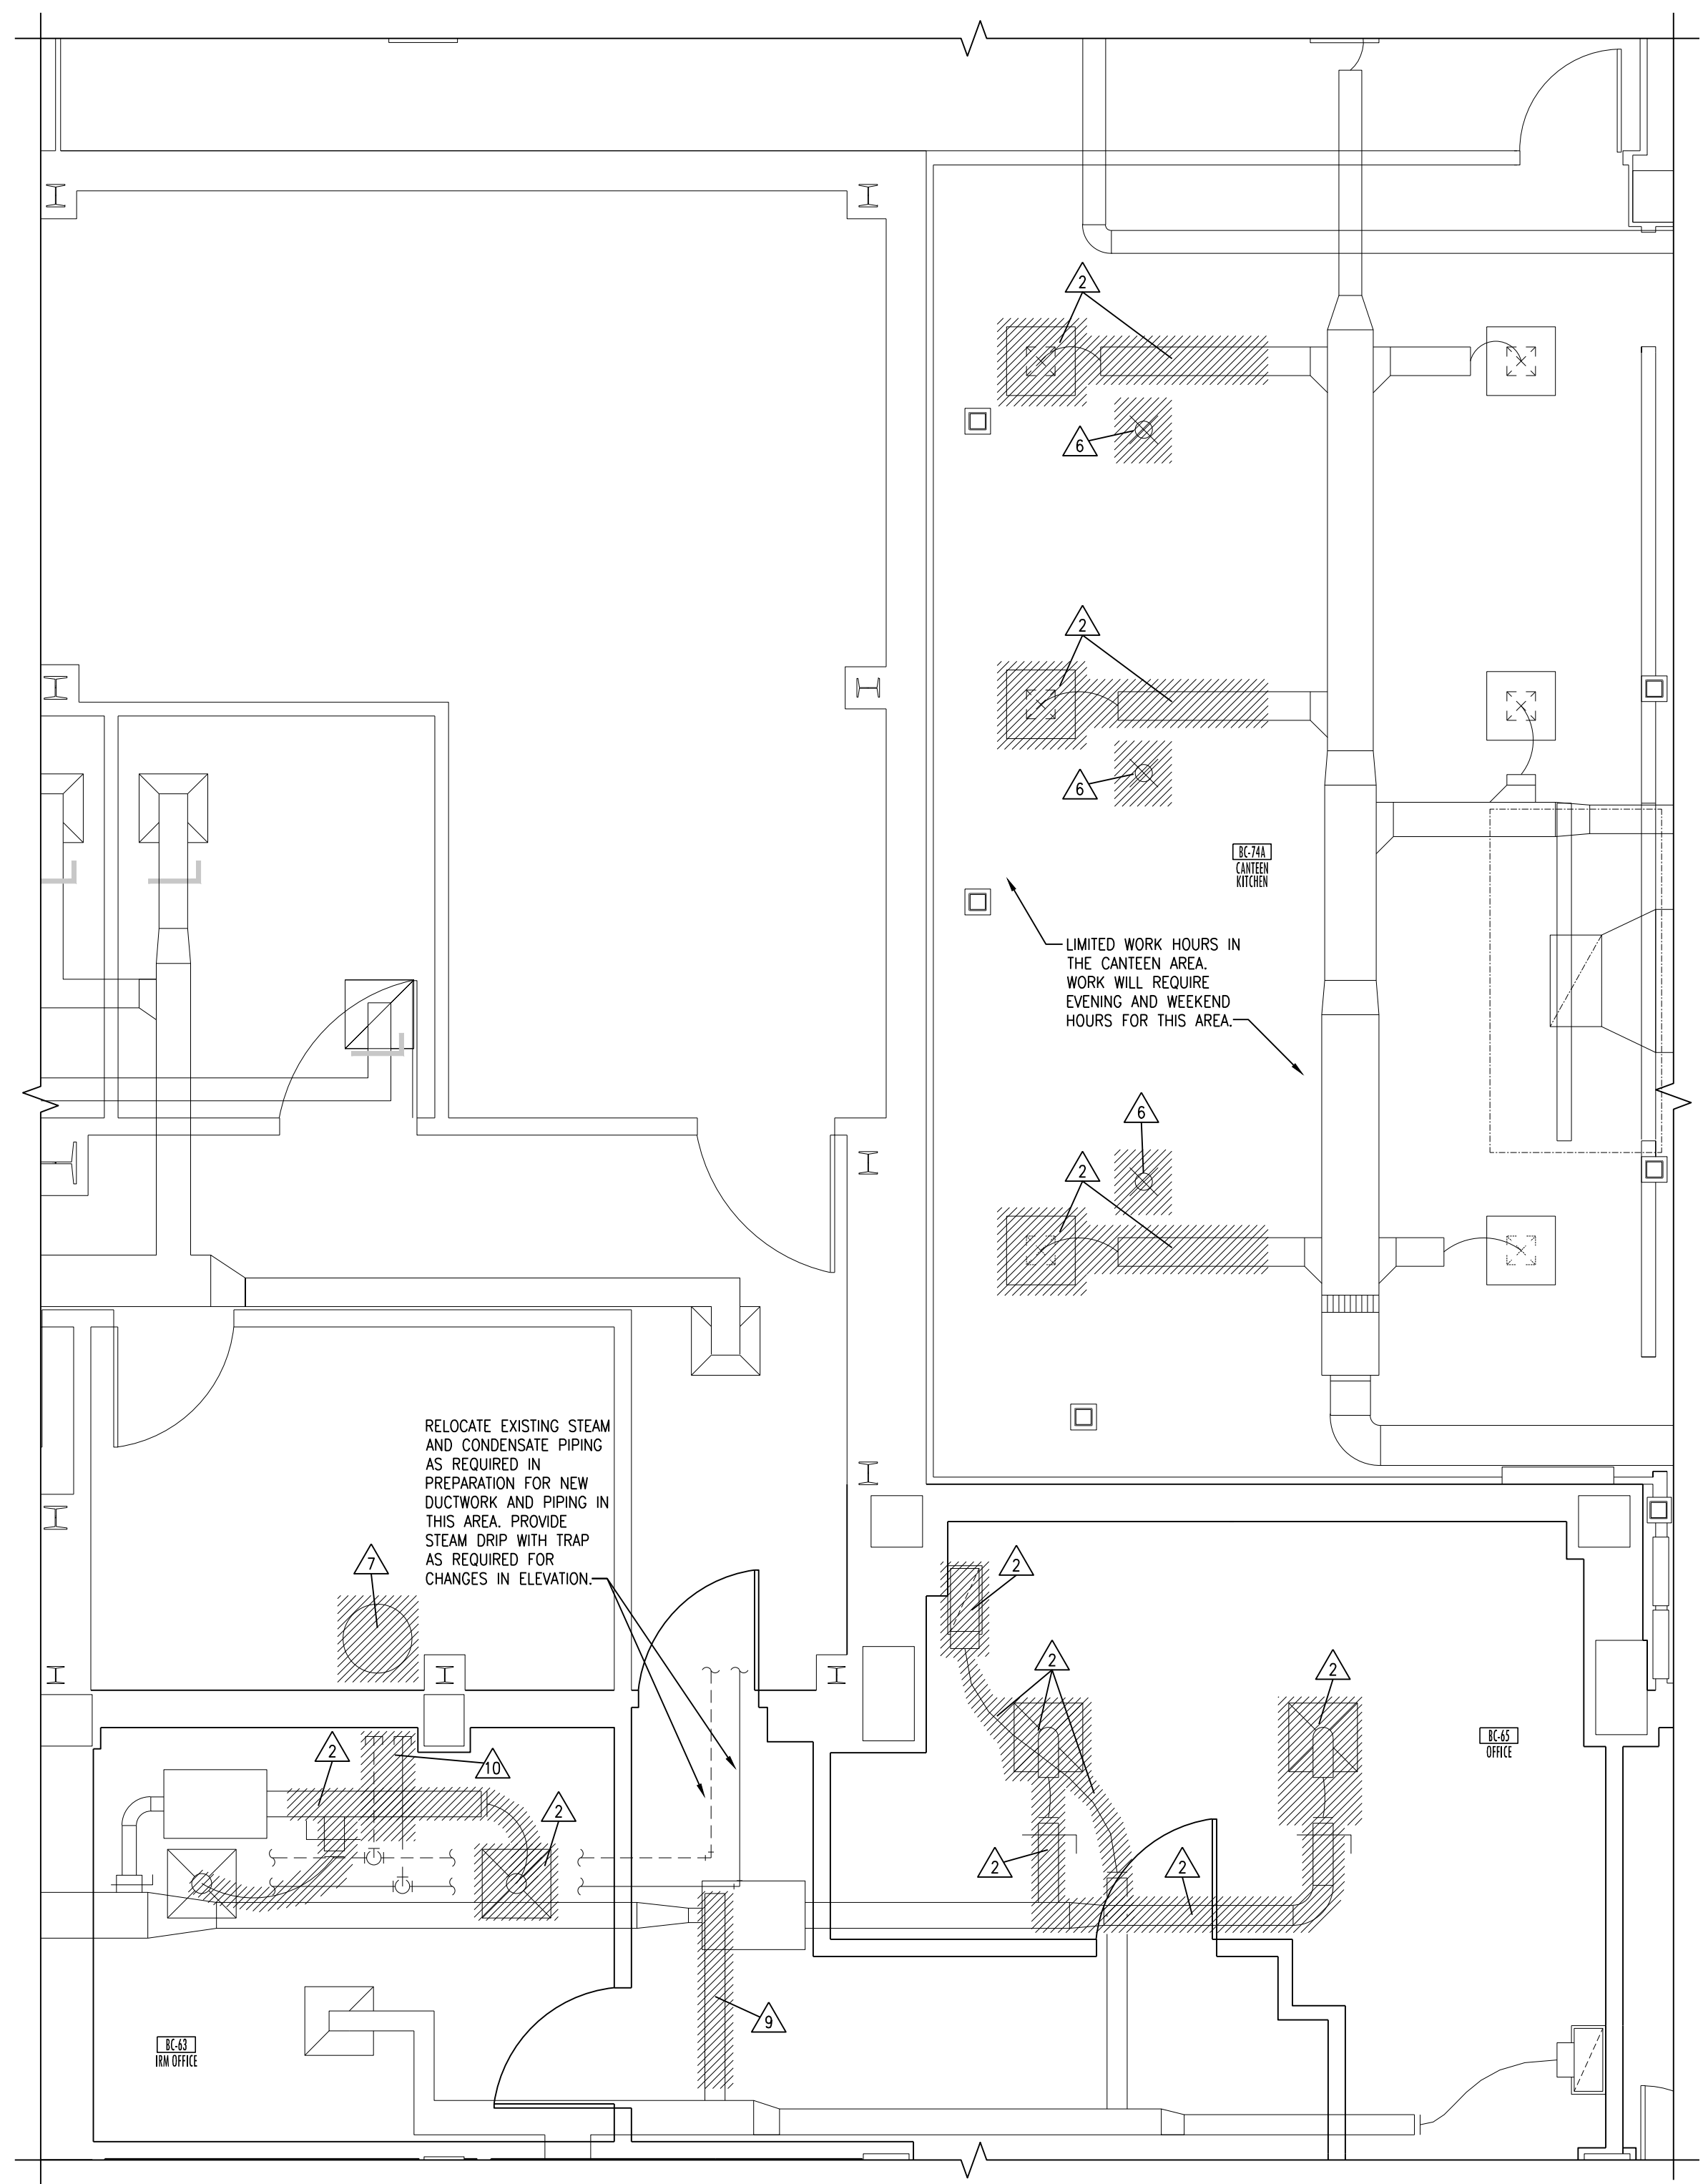 2
6
2
6
BC-74A
CANTEEN
KITCHEN
LIMITED WORK HOURS IN
THE CANTEEN AREA.
WORK WILL REQUIRE
EVENING AND WEEKEND
HOURS FOR THIS AREA.
6
2
RELOCATE EXISTING STEAM
AND CONDENSATE PIPING
AS REQUIRED IN
PREPARATION FOR NEW
DUCTWORK AND PIPING IN
THIS AREA. PROVIDE
STEAM DRIP WITH TRAP
AS REQUIRED FOR
CHANGES IN ELEVATION.
7
2
2
2
BC-65
OFFICE
2
10
2
2
2
9
BC-63
IRM OFFICE